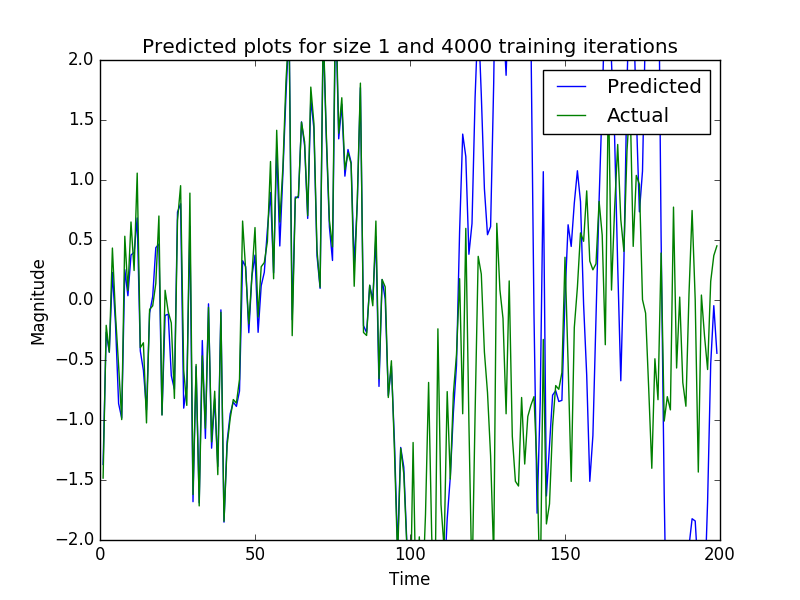 Predicted plots for size 1 and 4000 training iterations
2.0
1.5
1.0
0.5
0.0
−0.5
−1.0
−1.5
−2.0
Magnitude
Predicted
Actual
0 50 100 150 200
Time